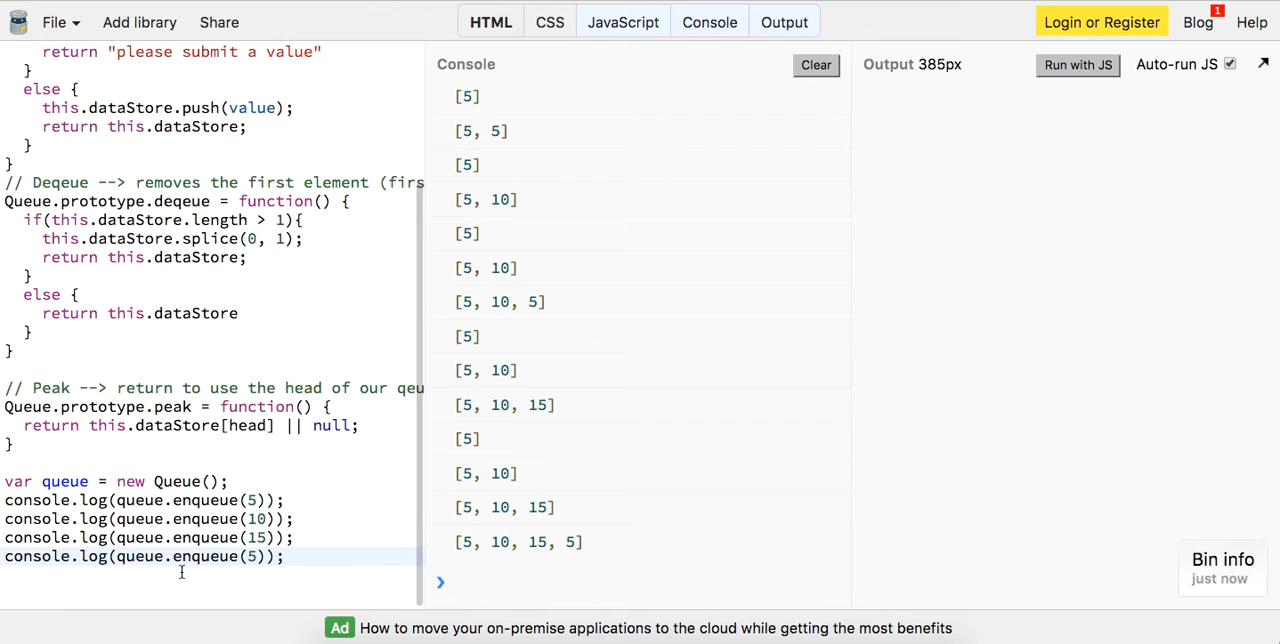 File
Add library
Share
HTML
CSS
JavaScript
Console
Output
Login or Register
Blog
1
Help
return "please submit a value"
}
else {
this.dataStore.push(value);
return this.dataStore;
}
}
// Deqeue --> removes the first element (firs
Queue.prototype.deqeue = function() {
if(this.dataStore.length > 1){
this.dataStore.splice(0, 1);
return this.dataStore;
}
else {
return this.dataStore
}
}
// Peak --> return to use the head of our qeu
Queue.prototype.peak = function() {
return this.dataStore[head] || null;
}
var queue = new Queue();
console.log(queue.enqueue(5));
console.log(queue.enqueue(10));
console.log(queue.enqueue(15));
console.log(queue.enqueue(5));
Console
Clear
[5]
[5, 5]
[5]
[5, 10]
[5]
[5, 10]
[5, 10, 5]
[5]
[5, 10]
[5, 10, 15]
[5]
[5, 10]
[5, 10, 15]
[5, 10, 15, 5]
Output 385px
Run with JS
Auto-run JS
Bin info
just now
Ad How to move your on-premise applications to the cloud while getting the most benefits